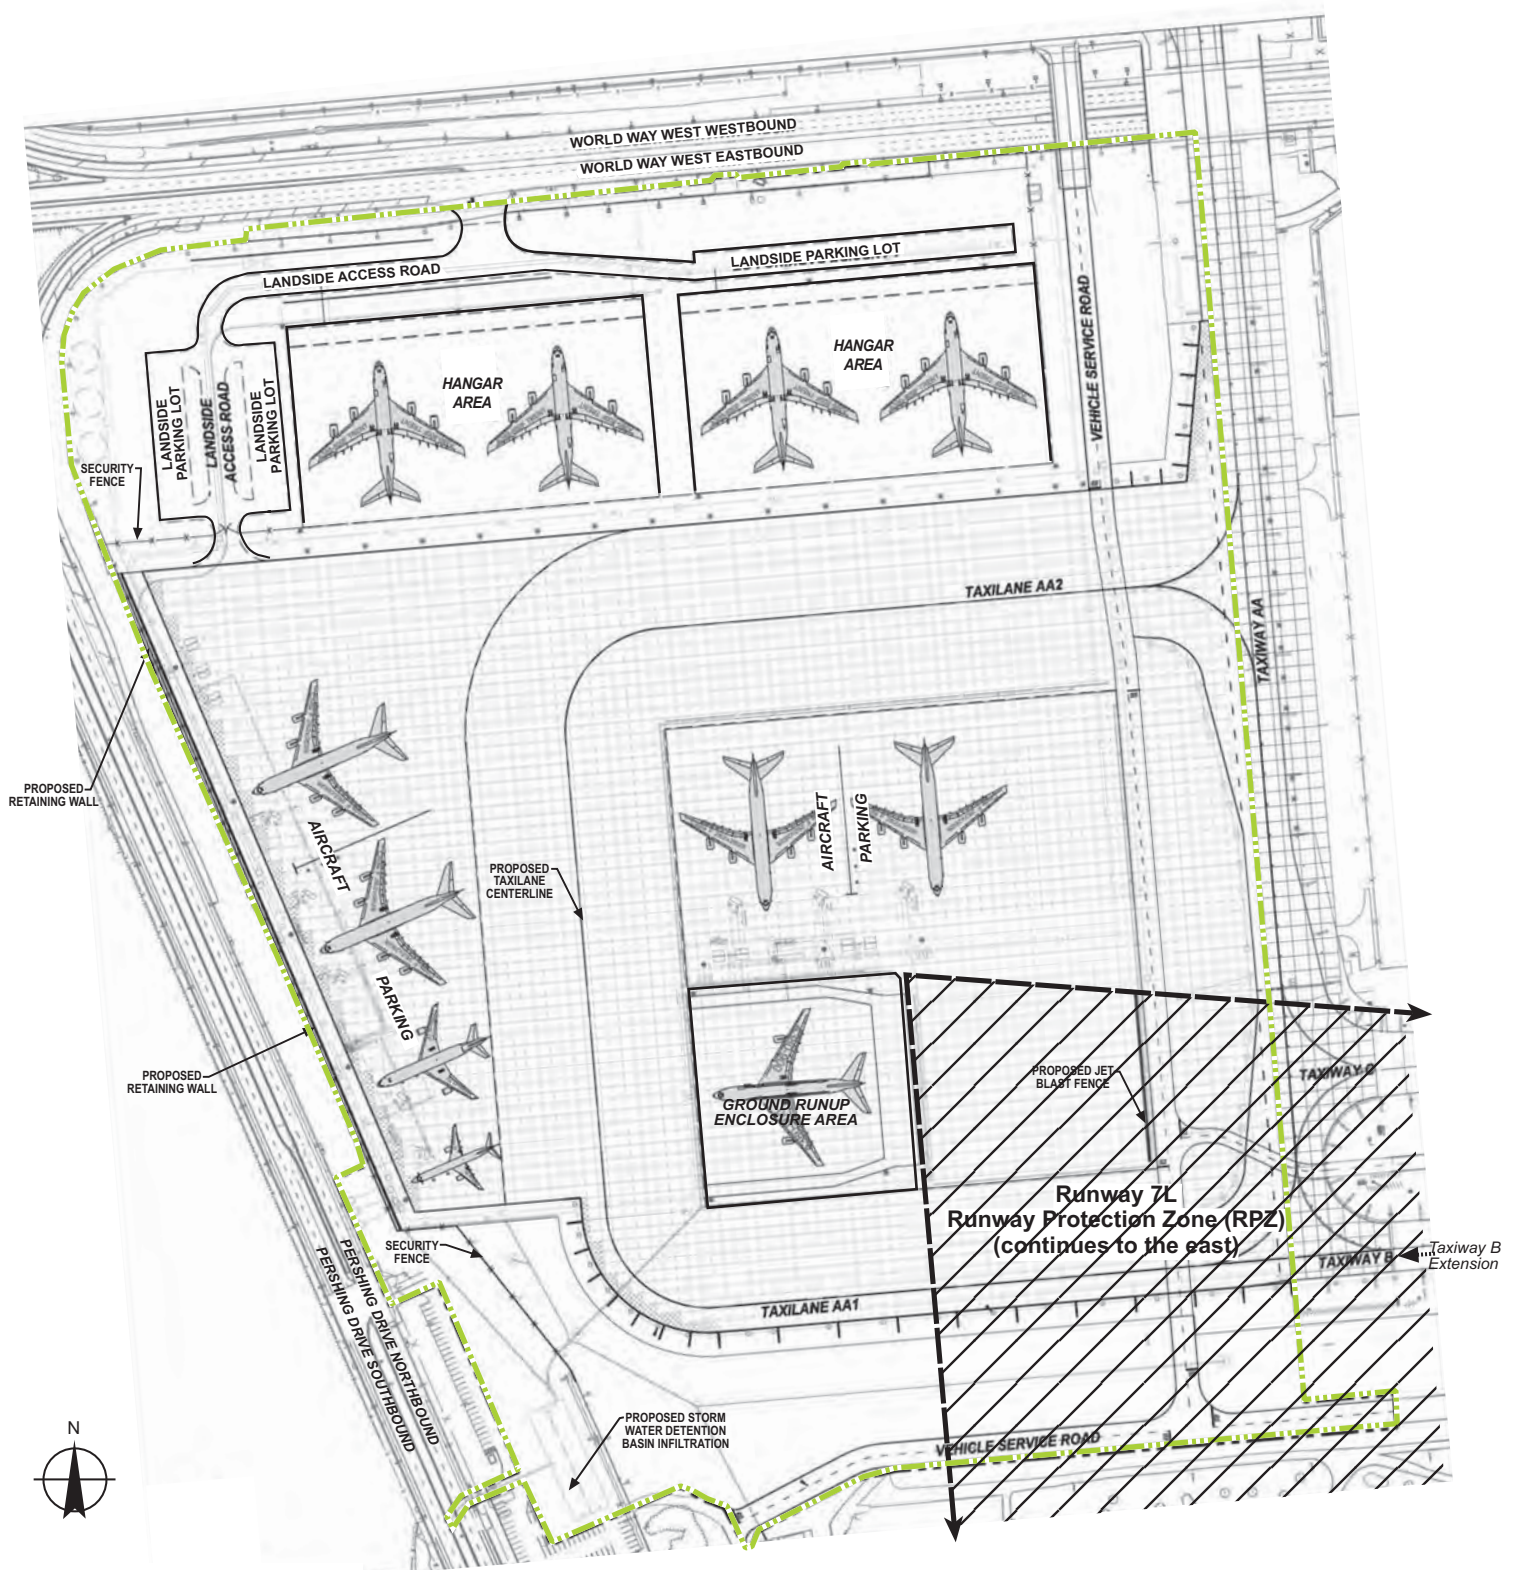 WORLD WAY WEST WESTBOUND
WORLD WAY WEST EASTBOUND
LANDSIDE ACCESS ROAD
LANDSIDE PARKING LOT
HANGAR
AREA
HANGAR
AREA
VEHICLE SERVICE ROAD
LANDSIDE
PARKING LOT
LANDSIDE
ACCESS ROAD
LANDSIDE
PARKING LOT
SECURITY
FENCE
TAXILANE AA2
TAXIWAY AA
PROPOSED
RETAINING WALL
AIRCRAFT
PARKING
AIRCRAFT
PARKING
PROPOSED
TAXILANE
CENTERLINE
PROPOSED
RETAINING WALL
GROUND RUNUP
ENCLOSURE AREA
PROPOSED JET
BLAST FENCE
TAXIWAY C
Runway 7L
Runway Protection Zone (RPZ)
(continues to the east)
TAXIWAY B
Taxiway B
Extension
SECURITY
FENCE
TAXILANE AA1
PERSHING DRIVE NORTHBOUND
PERSHING DRIVE SOUTHBOUND
PROPOSED STORM
WATER DETENTION
BASIN INFILTRATION
VEHICLE SERVICE ROAD
N